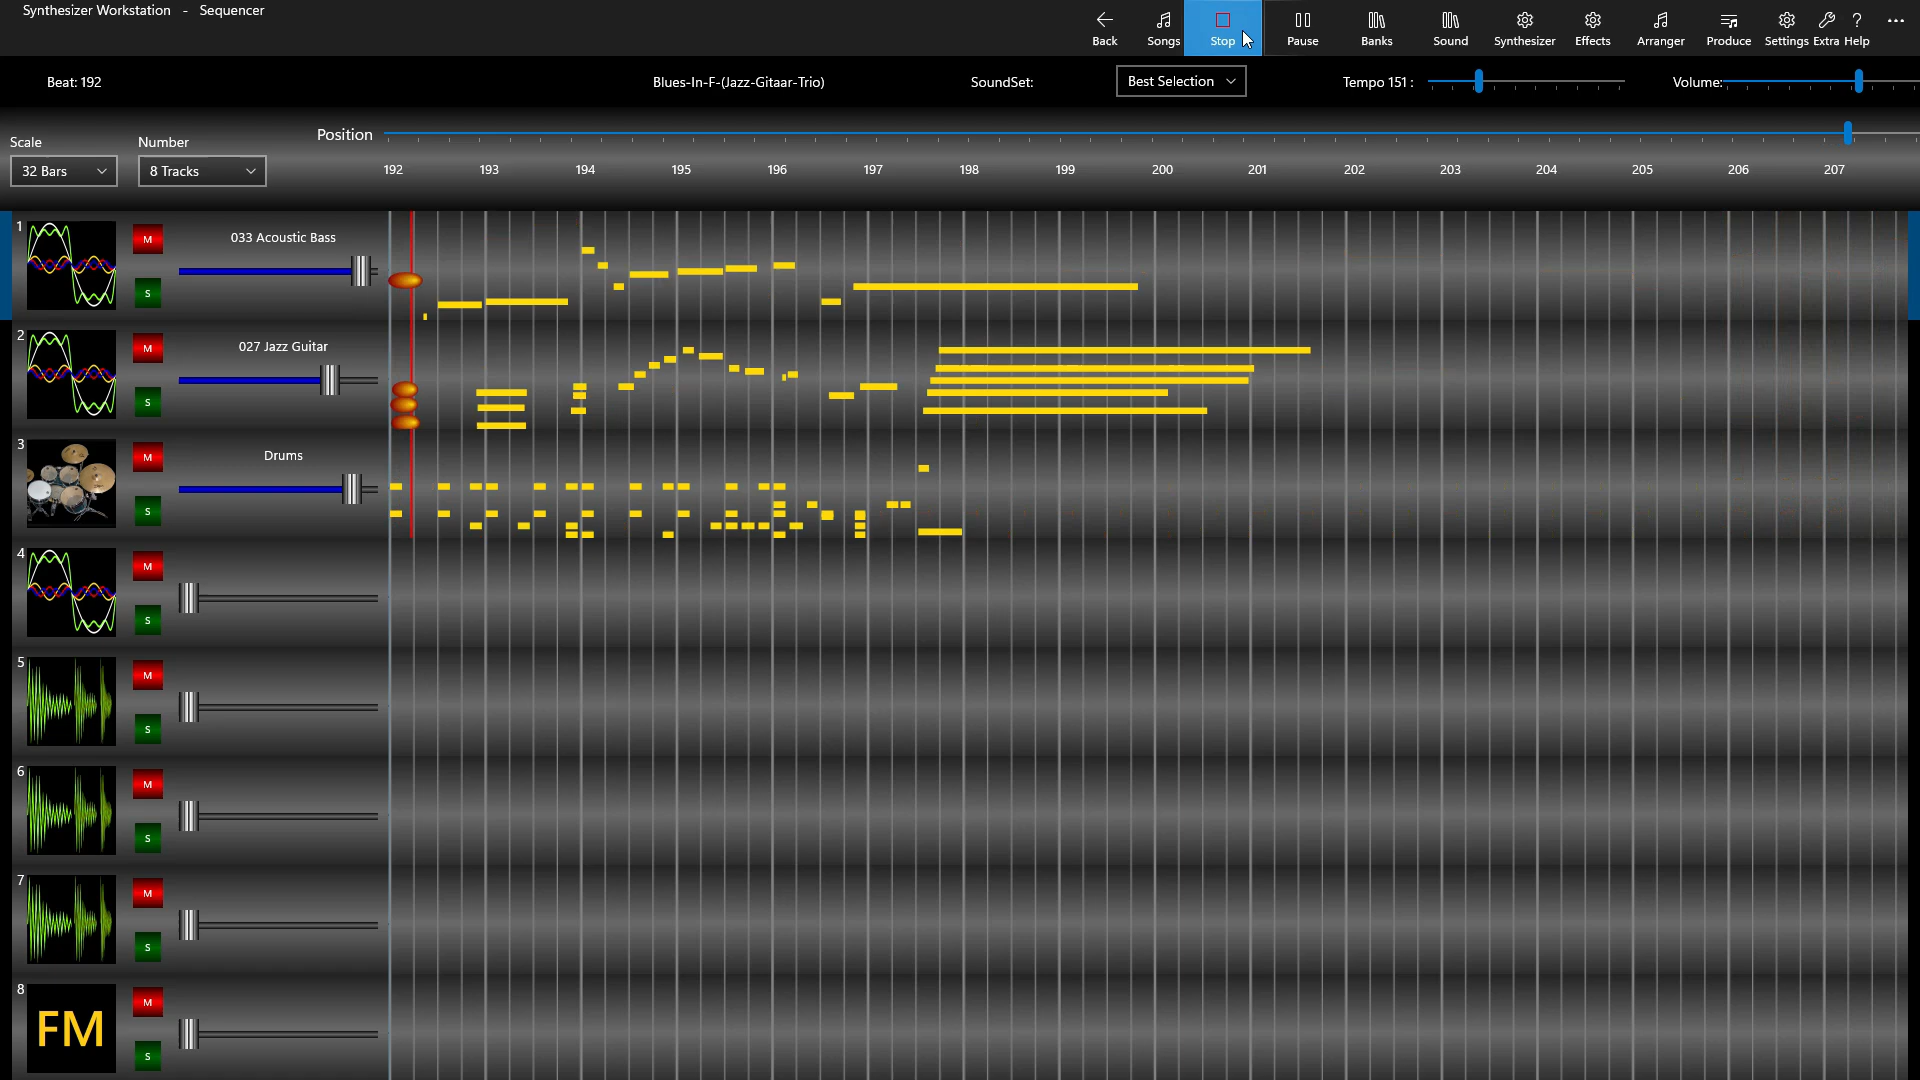 Synthesizer Workstation - Sequencer
Back Songs Stop Pause Banks Sound Synthesizer Effects Arranger Produce Settings Extra Help
Beat: 192 Blues-In-F-(Jazz-Gitaar-Trio) SoundSet: Best Selection Tempo 151 : Volume:
Position
Scale Number
32 Bars 8 Tracks
192 193 194 195 196 197 198 199 200 201 202 203 204 205 206 207
1 M 033 Acoustic Bass
S
2 M 027 Jazz Guitar
S
3 M Drums
S
4 M
S
5 M
S
6 M
S
7 M
S
8 M
FM
S